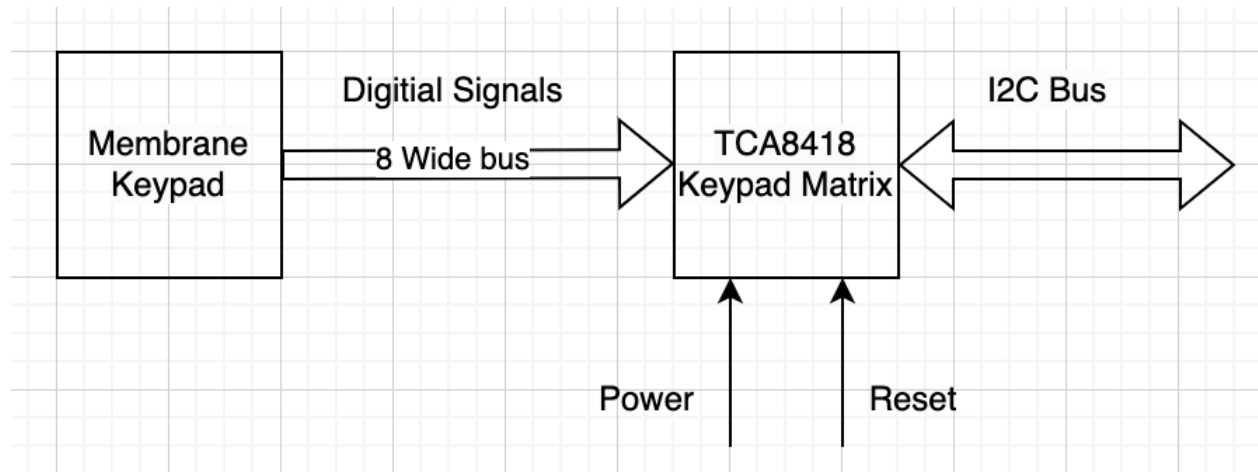 Membrane
Keypad
Digitial Signals
8 Wide bus
TCA8418
Keypad Matrix
I2C Bus
Power
Reset